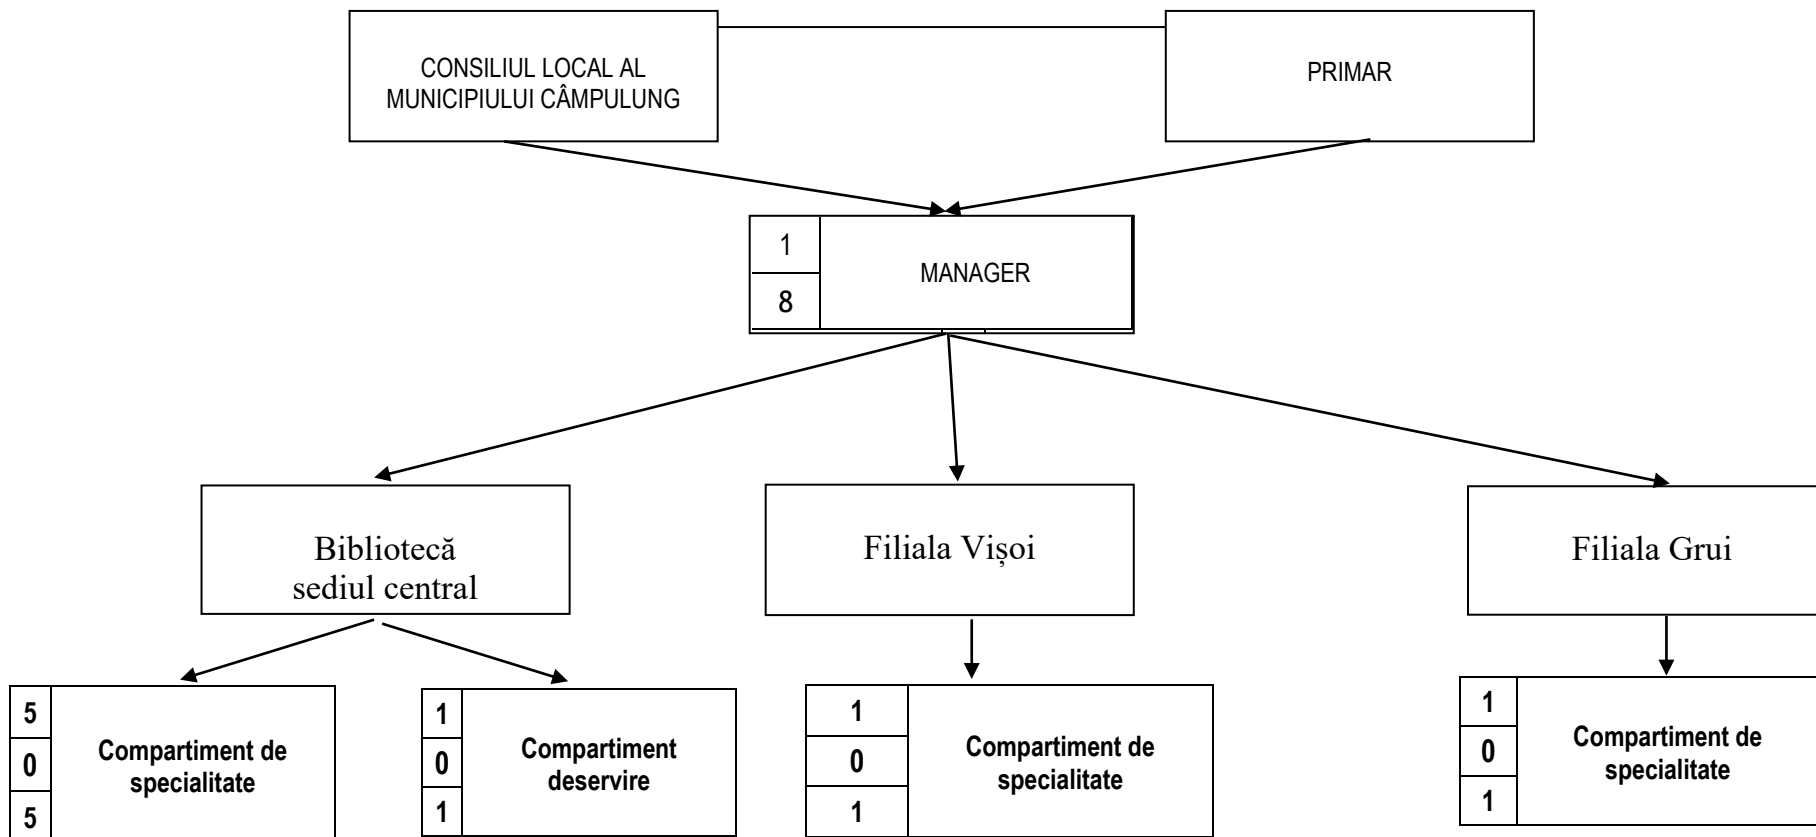 CONSILIUL LOCAL AL
MUNICIPIULUI CÂMPULUNG
PRIMAR
1
8
MANAGER
Bibliotecă
sediul central
Filiala Vișoi
Filiala Grui
5
0
5
Compartiment de
specialitate
1
0
1
Compartiment
deservire
1
0
1
Compartiment de
specialitate
1
0
1
Compartiment de
specialitate